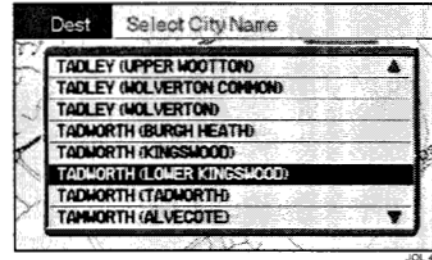 Dest Select City Name
TADLEY (UPPER WOOTTON)
TADLEY (WOLVERTON COMMON)
TADLEY (WOLVERTON)
TADWORTH (BURGH HEATH)
TADWORTH (KINGSWOOD)
TADWORTH (LOWER KINGSWOOD)
TADWORTH (TADWORTH)
TAMWORTH (ALVECOTE)